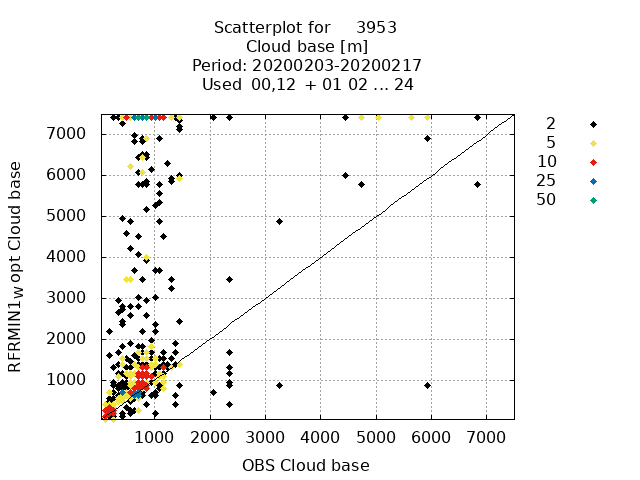 Scatterplot for 3953
Cloud base [m]
Period: 20200203-20200217
Used 00,12 + 01 02 ... 24
7000
6000
5000
4000
3000
2000
1000
RFRMIN1w opt Cloud base
1000 2000 3000 4000 5000 6000 7000
OBS Cloud base
2
5
10
25
50